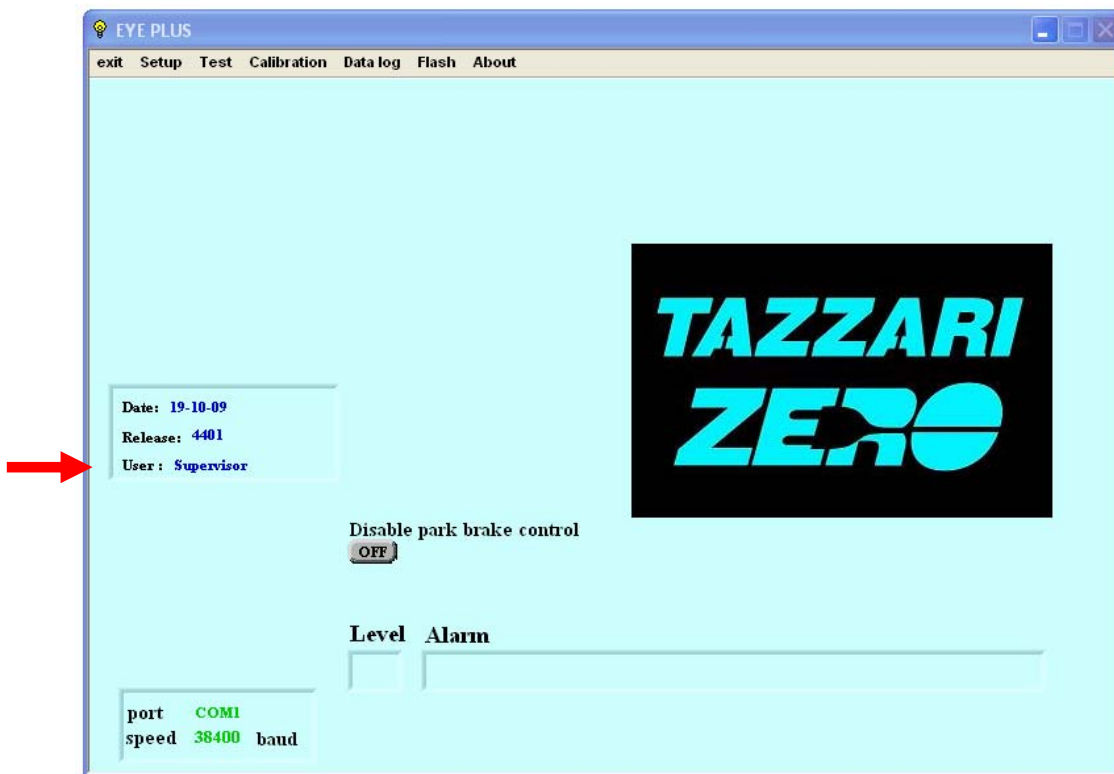 EYE PLUS
exit Setup Test Calibration Data log Flash About
TAZZARI
ZERO
Date: 19-10-09
Release: 4401
User : Supervisor
Disable park brake control
OFF
Level Alarm
port COM1
speed 38400 baud